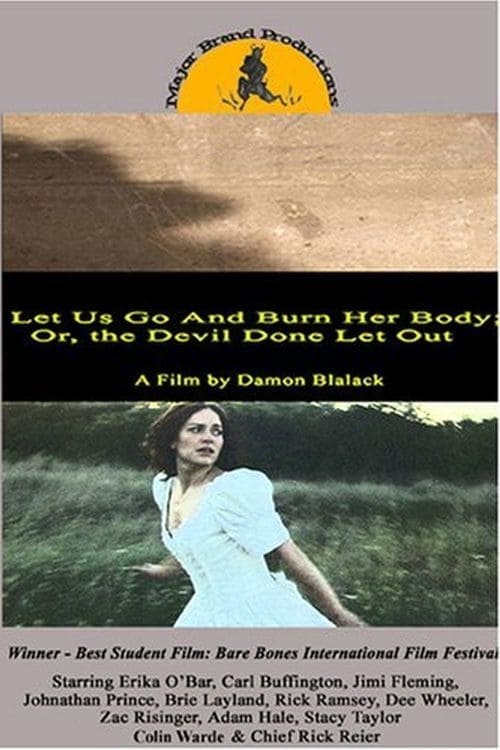 Major Brand Productions
Let Us Go And Burn Her Body:
Or, the Devil Done Let Out
A Film by Damon Blalack
Winner - Best Student Film: Bare Bones International Film Festival
Starring Erika O'Bar, Carl Buffington, Jimi Fleming,
Johnathan Prince, Brie Layland, Rick Ramsey, Dee Wheeler,
Zac Risinger, Adam Hale, Stacy Taylor
Colin Warde & Chief Rick Reier